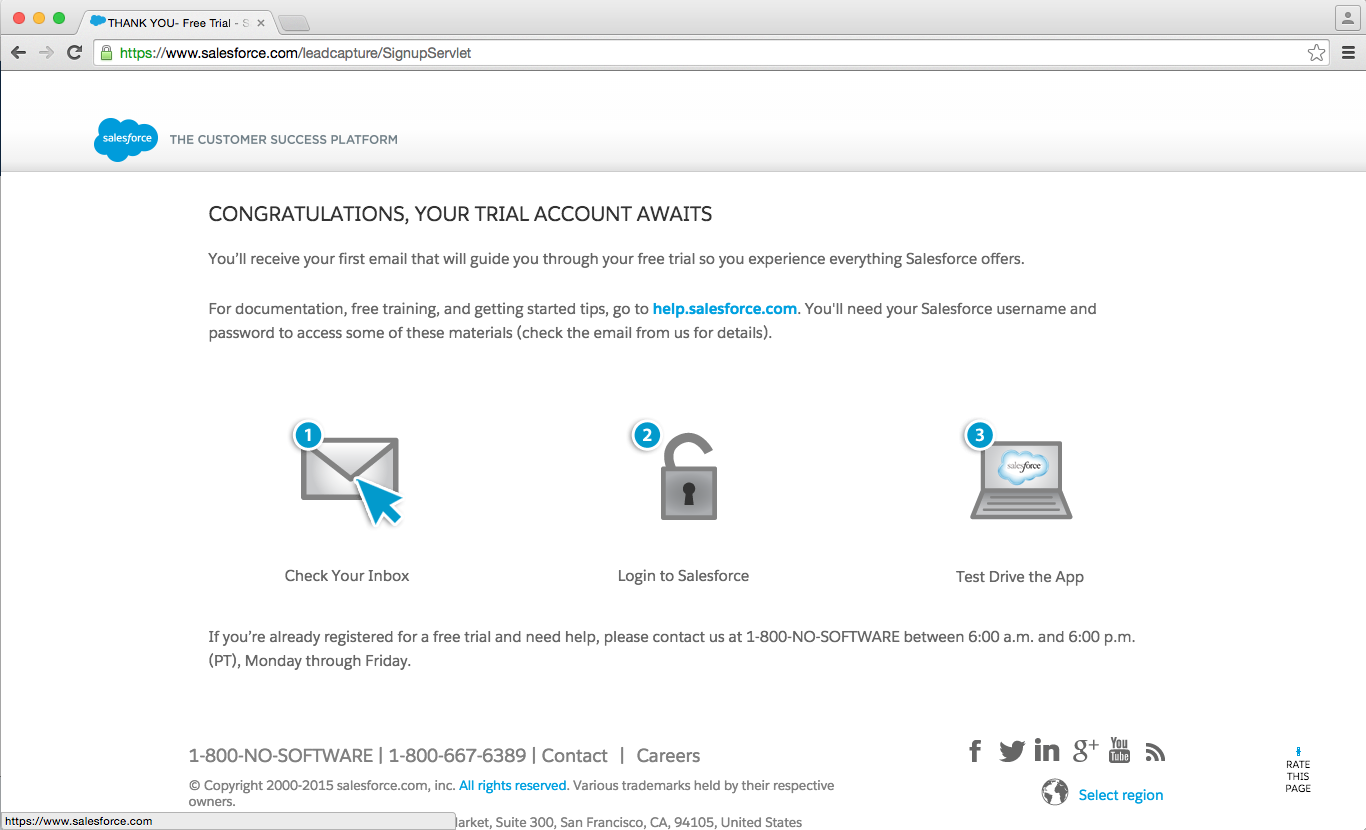 THANK YOU- Free Trial - S
https://www.salesforce.com/leadcapture/SignupServlet
salesforce
THE CUSTOMER SUCCESS PLATFORM
CONGRATULATIONS, YOUR TRIAL ACCOUNT AWAITS
You’ll receive your first email that will guide you through your free trial so you experience everything Salesforce offers.
For documentation, free training, and getting started tips, go to help.salesforce.com. You'll need your Salesforce username and
password to access some of these materials (check the email from us for details).
1
2
3
salesforce
Check Your Inbox
Login to Salesforce
Test Drive the App
If you’re already registered for a free trial and need help, please contact us at 1-800-NO-SOFTWARE between 6:00 a.m. and 6:00 p.m.
(PT), Monday through Friday.
1-800-NO-SOFTWARE | 1-800-667-6389 | Contact | Careers
f in g+ You Tube
© Copyright 2000-2015 salesforce.com, inc. All rights reserved. Various trademarks held by their respective
owners.
Select region
RATE
THIS
PAGE
https://www.salesforce.com
Suite 300, San Francisco, CA, 94105, United States